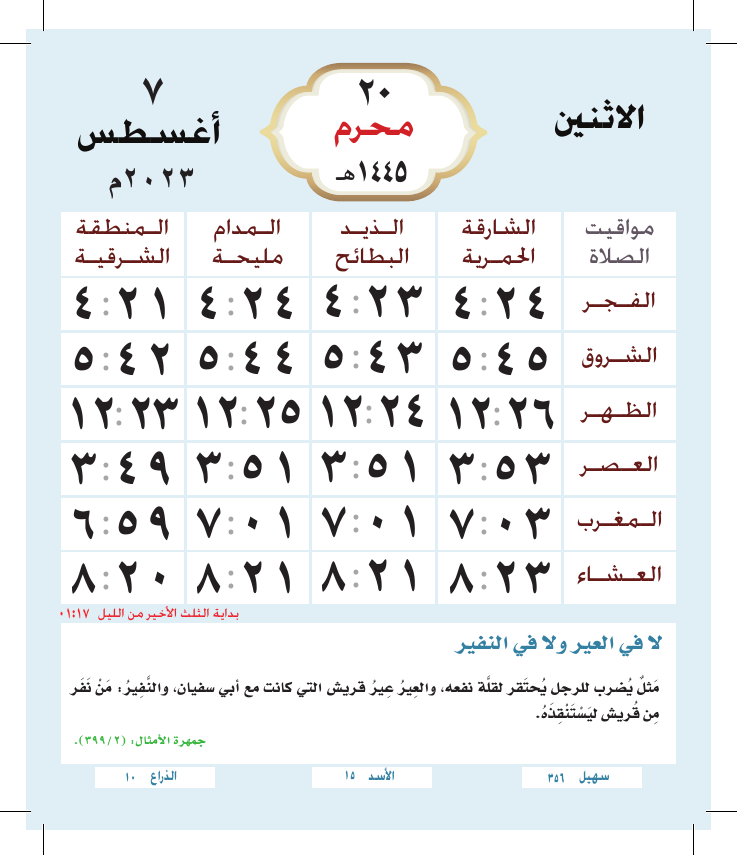 الاثنين
٢٠
محرم
١٤٤٥هـ
٧
أغسطس
٢٠٢٣م
مواقيت الصلاة | الشارقة الحمرية | الذيد البطائح | المدام مليحة | المنطقة الشرقية
الفجر ٤:٢٤ ٤:٢٣ ٤:٢٤ ٤:٢١
الشروق ٥:٤٥ ٥:٤٣ ٥:٤٤ ٥:٤٢
الظهر ١٢:٢٦ ١٢:٢٤ ١٢:٢٥ ١٢:٢٣
العصر ٣:٥٣ ٣:٥١ ٣:٥١ ٣:٤٩
المغرب ٧:٠٣ ٧:٠١ ٧:٠١ ٦:٥٩
العشاء ٨:٢٣ ٨:٢١ ٨:٢١ ٨:٢٠
بداية الثلث الأخير من الليل ٠١:١٧
لا في العير ولا في النفير
مَثلٌ يُضرب للرجل يُحتَقر لقلَّة نفعه، والعِيرُ عِيرُ قريش التي كانت مع أبي سفيان، والنَّفِيرُ: مَنْ نَفَر
مِن قُريش ليَسْتَنْقِذَهُ.
جمهرة الأمثال: (٣٩٩/٢).
سهيل ٣٥٦
الأسد ١٥
الذراع ١٠